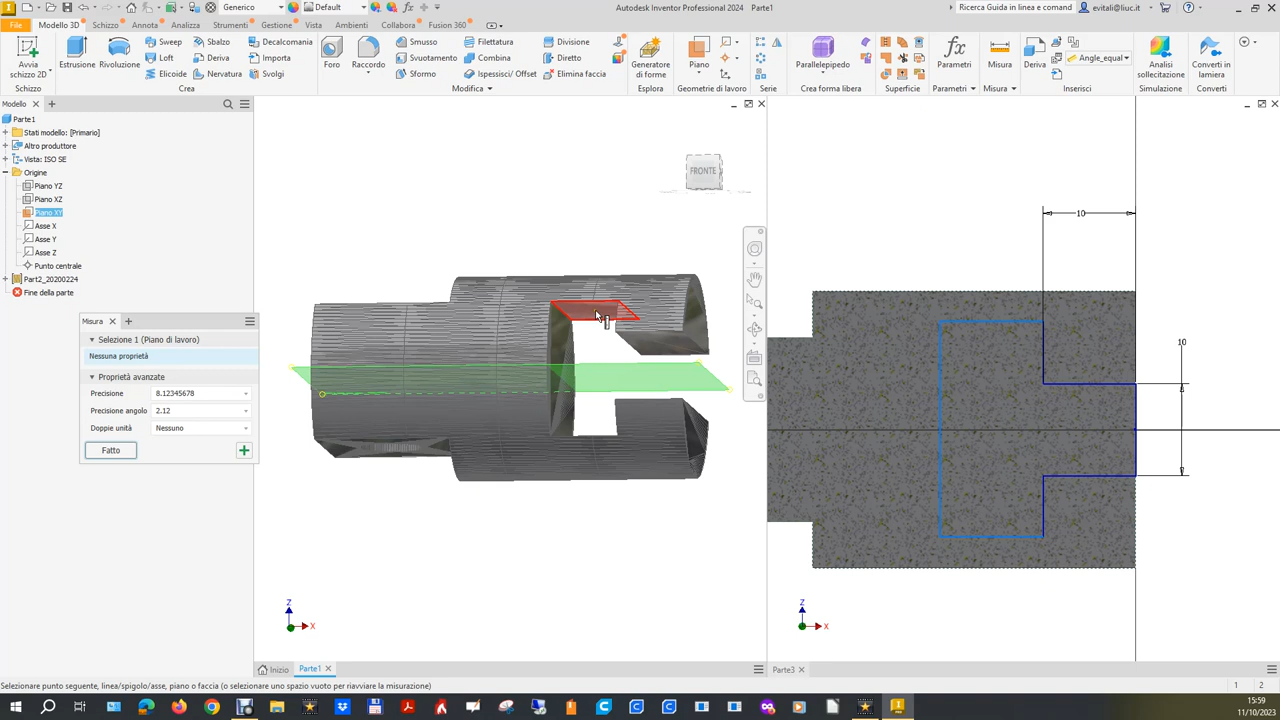 Generico
Default
Autodesk Inventor Professional 2024   Parte1
Ricerca Guida in linea e comandi
evitali@liuc.it
File Modello 3D Schizzo Annota Analizza Strumenti Gestione Vista Ambienti Collabora Fusion 360
Avvia schizzo 2D
Estrusione
Rivoluzione
Sweep
Loft
Elicoide
Sbalzo
Deriva
Nervatura
Decalcomania
Importa
Svolgi
Foro
Raccordo
Smusso
Svuotamento
Sformo
Filettatura
Combina
Ispessisci/ Offset
Divisione
Diretto
Elimina faccia
Generatore di forme
Piano
Parallelepipedo
Parametri
Misura
Deriva
Angle_equal
Analisi sollecitazione
Converti in lamiera
Schizzo
Crea
Modifica
Esplora
Geometrie di lavoro
Serie
Crea forma libera
Superficie
Parametri
Misura
Inserisci
Simulazione
Converti
Modello
Parte1
Stati modello: [Primario]
Altro produttore
Vista: ISO SE
Origine
Piano YZ
Piano XZ
Piano XY
Asse X
Asse Y
Asse Z
Punto centrale
Part2_20200224
Fine della parte
Misura
Selezione 1 (Piano di lavoro)
Nessuna proprietà
Proprietà avanzate
Precisione 8.12345678
Precisione angolo 2.12
Doppie unità Nessuno
Fatto
FRONTE
10
10
Z
X
Z
X
Inizio
Parte1
Parte3
Selezionare punto seguente, linea/spigolo/asse, piano o faccia (o selezionare uno spazio vuoto per riavviare la misurazione)
1 2
15:59
11/10/2023